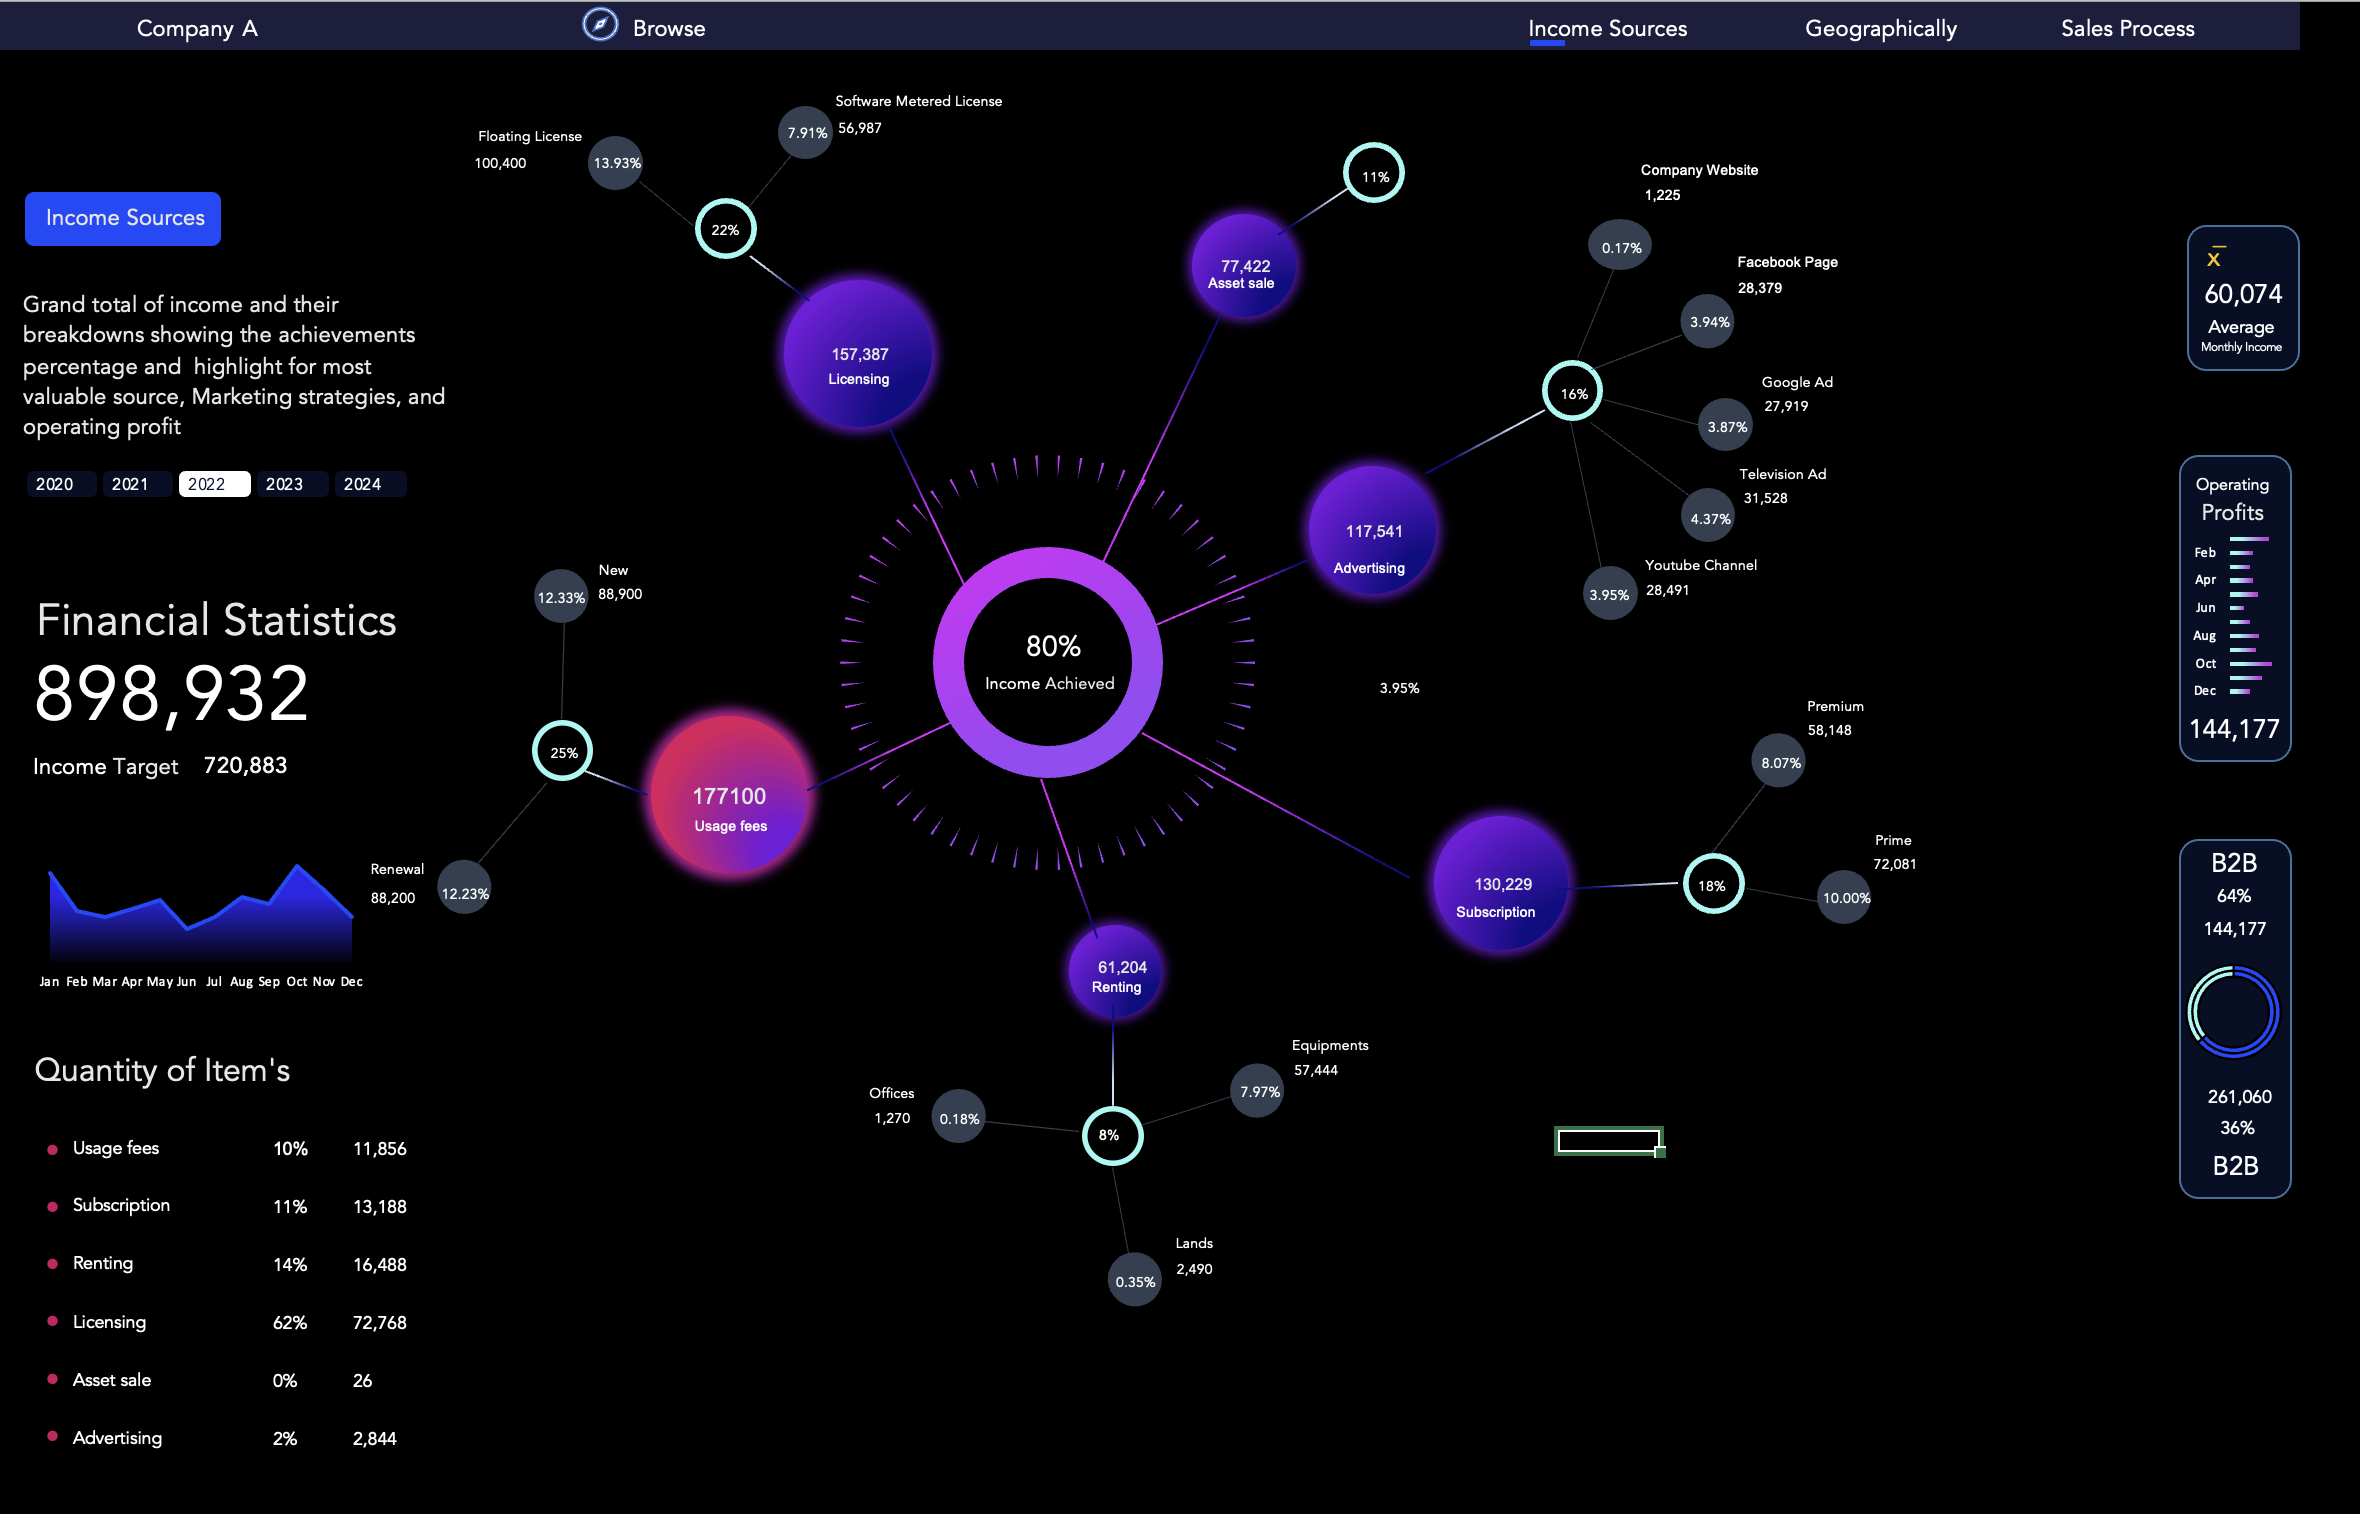 Company A
Browse
Income Sources
Geographically
Sales Process
Income Sources
Grand total of income and their
breakdowns showing the achievements
percentage and  highlight for most
valuable source, Marketing strategies, and
operating profit
2020 2021 2022 2023 2024
Financial Statistics
898,932
Income Target 720,883
Jan Feb Mar Apr May Jun Jul Aug Sep Oct Nov Dec
Quantity of Item's
Usage fees 10% 11,856
Subscription 11% 13,188
Renting 14% 16,488
Licensing 62% 72,768
Asset sale 0% 26
Advertising 2% 2,844
Floating License
100,400
13.93%
Software Metered License
56,987
7.91%
22%
157,387
Licensing
11%
77,422
Asset sale
Company Website
1,225
0.17%
Facebook Page
28,379
3.94%
Google Ad
27,919
3.87%
Television Ad
31,528
4.37%
Youtube Channel
28,491
3.95%
16%
117,541
Advertising
80%
Income Achieved
3.95%
New
88,900
12.33%
25%
177100
Usage fees
Renewal
88,200
12.23%
Premium
58,148
8.07%
Prime
72,081
10.00%
18%
130,229
Subscription
61,204
Renting
8%
Offices
1,270
0.18%
Equipments
57,444
7.97%
Lands
2,490
0.35%
x
60,074
Average
Monthly Income
Operating
Profits
Feb
Apr
Jun
Aug
Oct
Dec
144,177
B2B
64%
144,177
261,060
36%
B2B